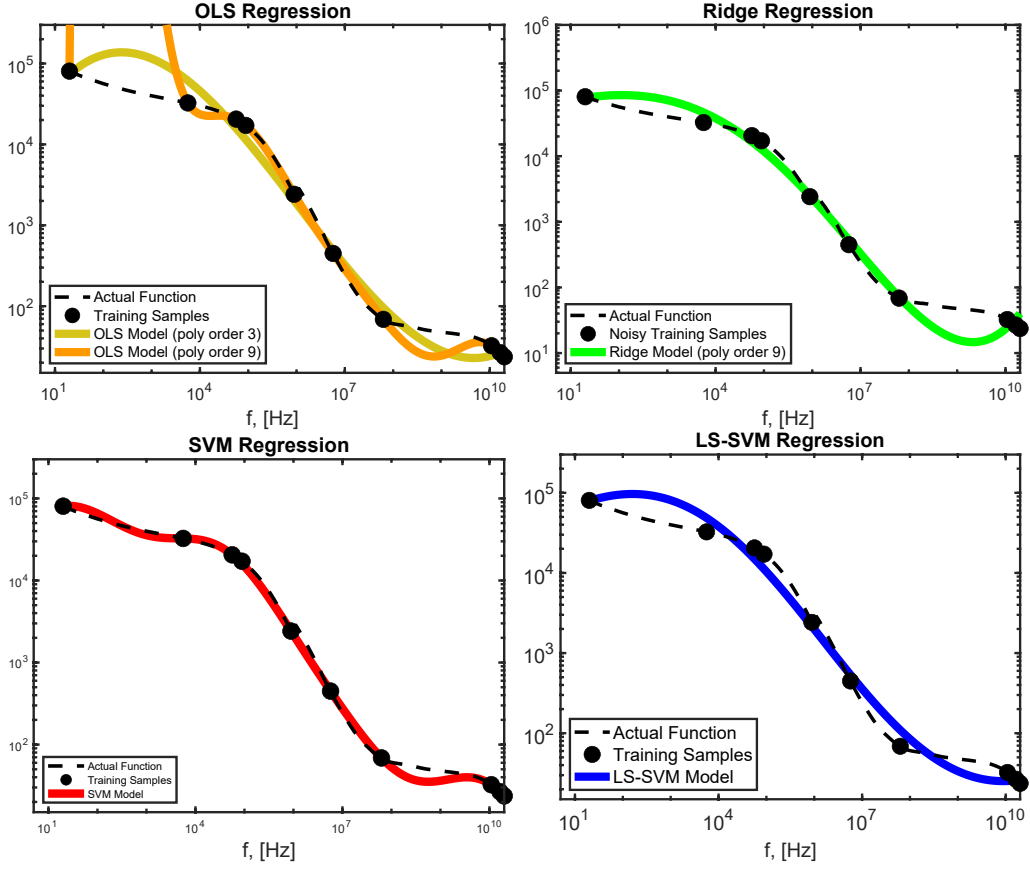 OLS Regression
10^5
10^4
10^3
10^2
Actual Function
Training Samples
OLS Model (poly order 3)
OLS Model (poly order 9)
10^1
10^4
10^7
10^10
f, [Hz]
Ridge Regression
10^6
10^5
10^4
10^3
10^2
10^1
Actual Function
Noisy Training Samples
Ridge Model (poly order 9)
10^1
10^4
10^7
10^10
f, [Hz]
SVM Regression
10^5
10^4
10^3
10^2
Actual Function
Training Samples
SVM Model
10^1
10^4
10^7
10^10
f, [Hz]
LS-SVM Regression
10^5
10^4
10^3
10^2
Actual Function
Training Samples
LS-SVM Model
10^1
10^4
10^7
10^10
f, [Hz]